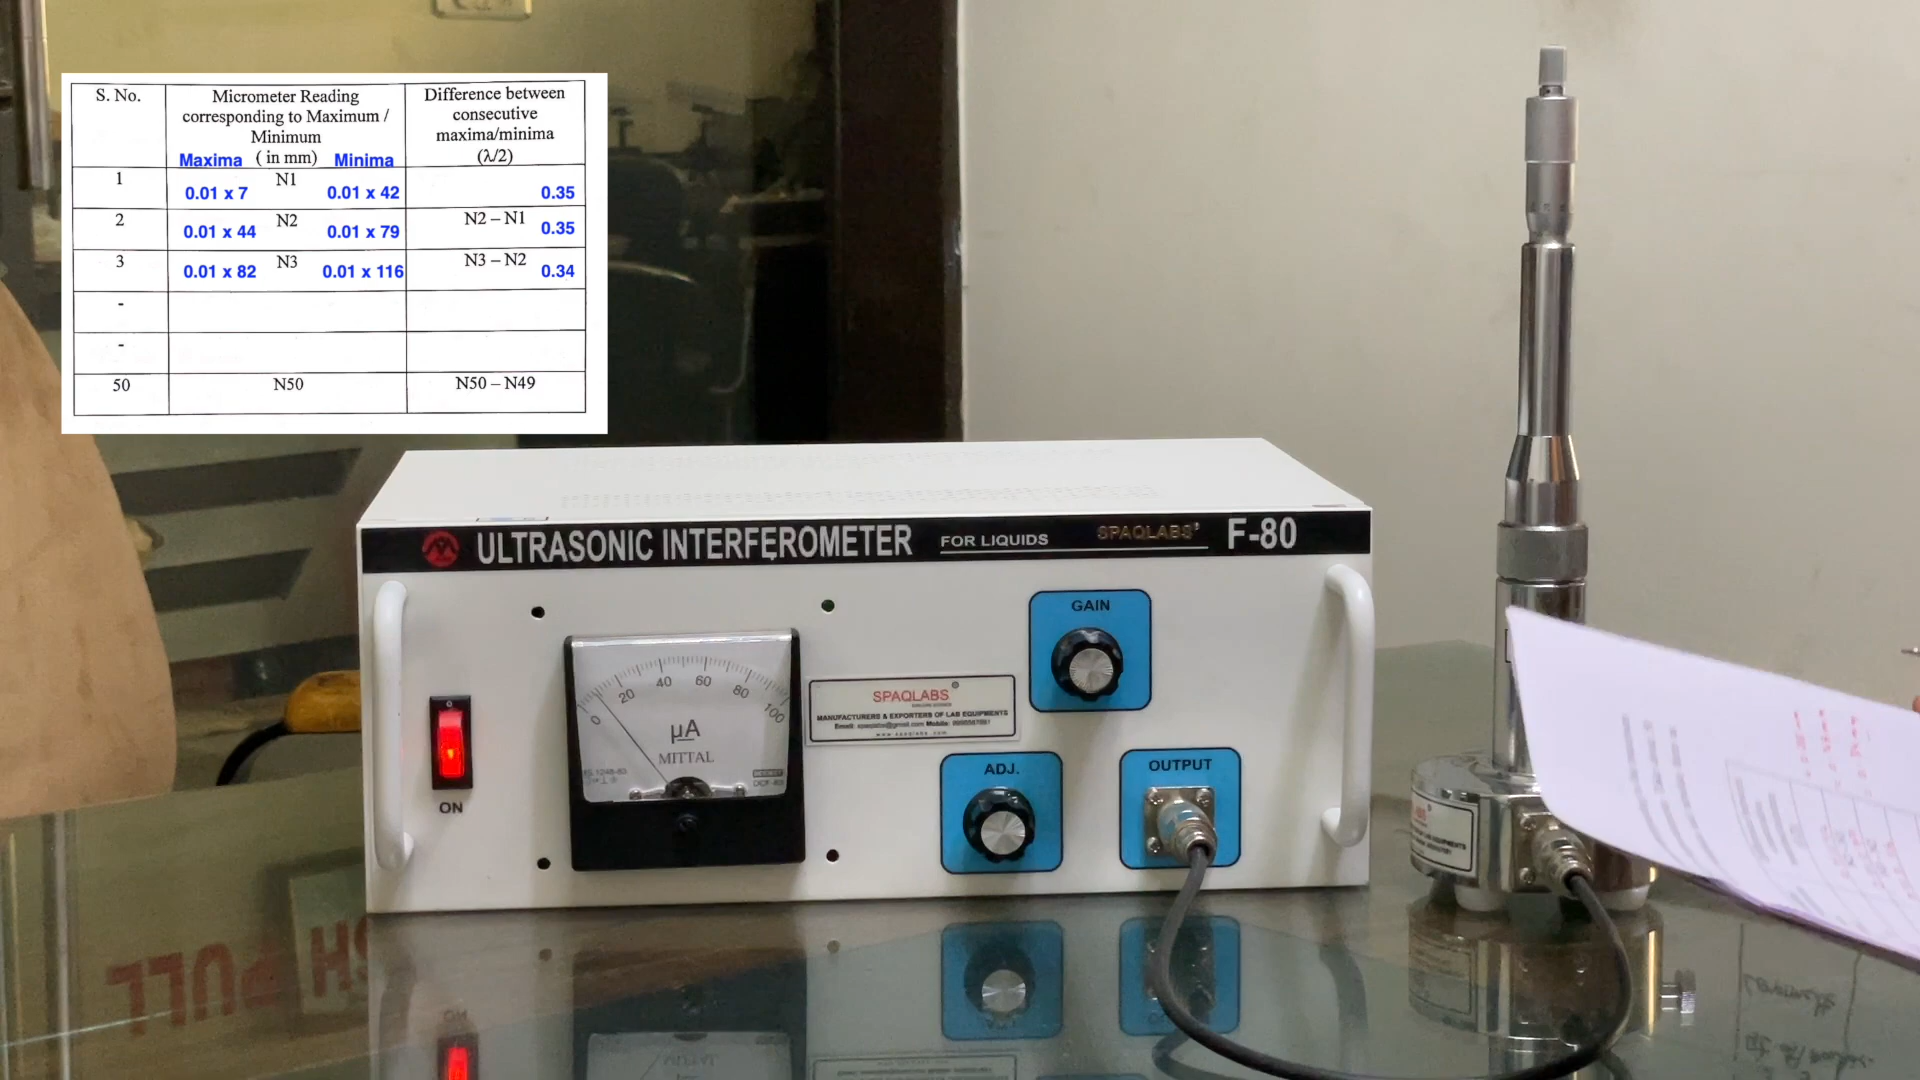 S. No.
Micrometer Reading
corresponding to Maximum /
Minimum
Maxima ( in mm) Minima
Difference between
consecutive
maxima/minima
(λ/2)
1
N1
0.01 x 7
0.01 x 42
0.35
2
N2
0.01 x 44
0.01 x 79
N2 – N1
0.35
3
N3
0.01 x 82
0.01 x 116
N3 – N2
0.34
-
-
50
N50
N50 – N49
ULTRASONIC INTERFEROMETER FOR LIQUIDS SPAQLABS® F-80
GAIN
0 20 40 60 80 100
µA
MITTAL
SPAQLABS®
MANUFACTURERS & EXPORTERS OF LAB EQUIPMENTS
ADJ.
OUTPUT
ON